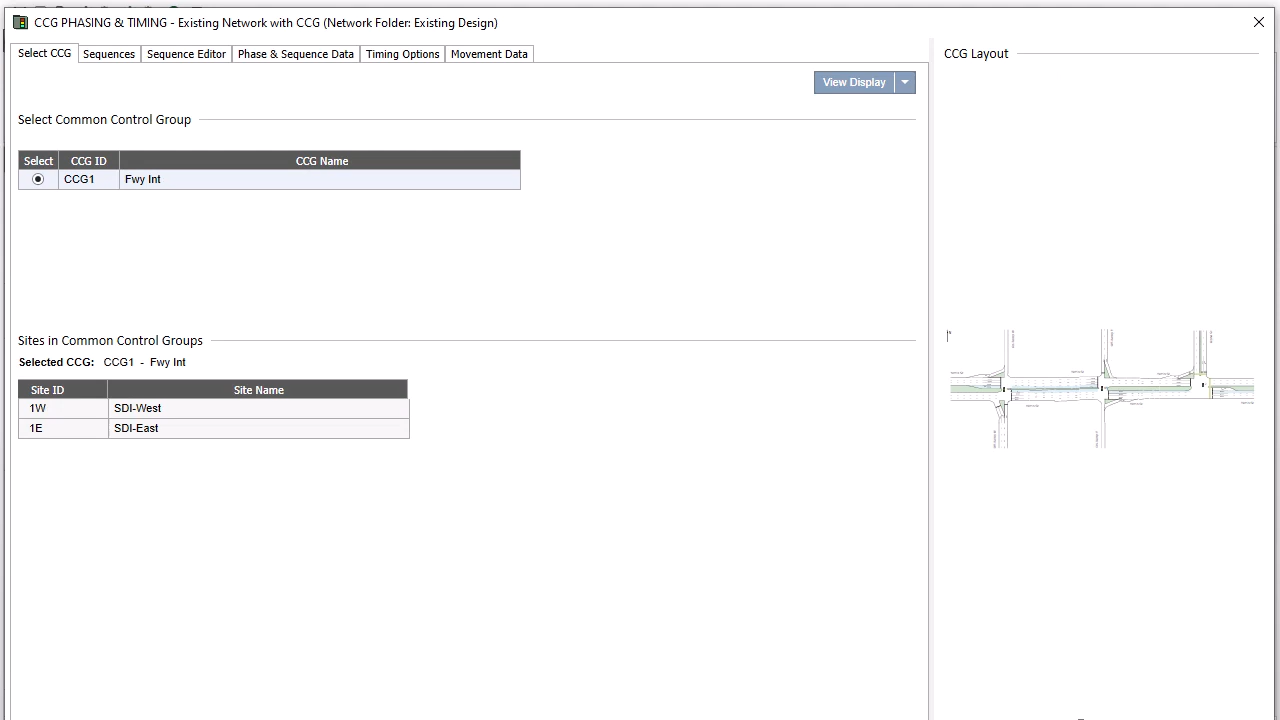 CCG PHASING & TIMING - Existing Network with CCG (Network Folder: Existing Design)
Select CCG Sequences Sequence Editor Phase & Sequence Data Timing Options Movement Data
CCG Layout
View Display
Select Common Control Group
Select CCG ID CCG Name
CCG1 Fwy Int
Sites in Common Control Groups
Selected CCG: CCG1 - Fwy Int
Site ID Site Name
1W SDI-West
1E SDI-East